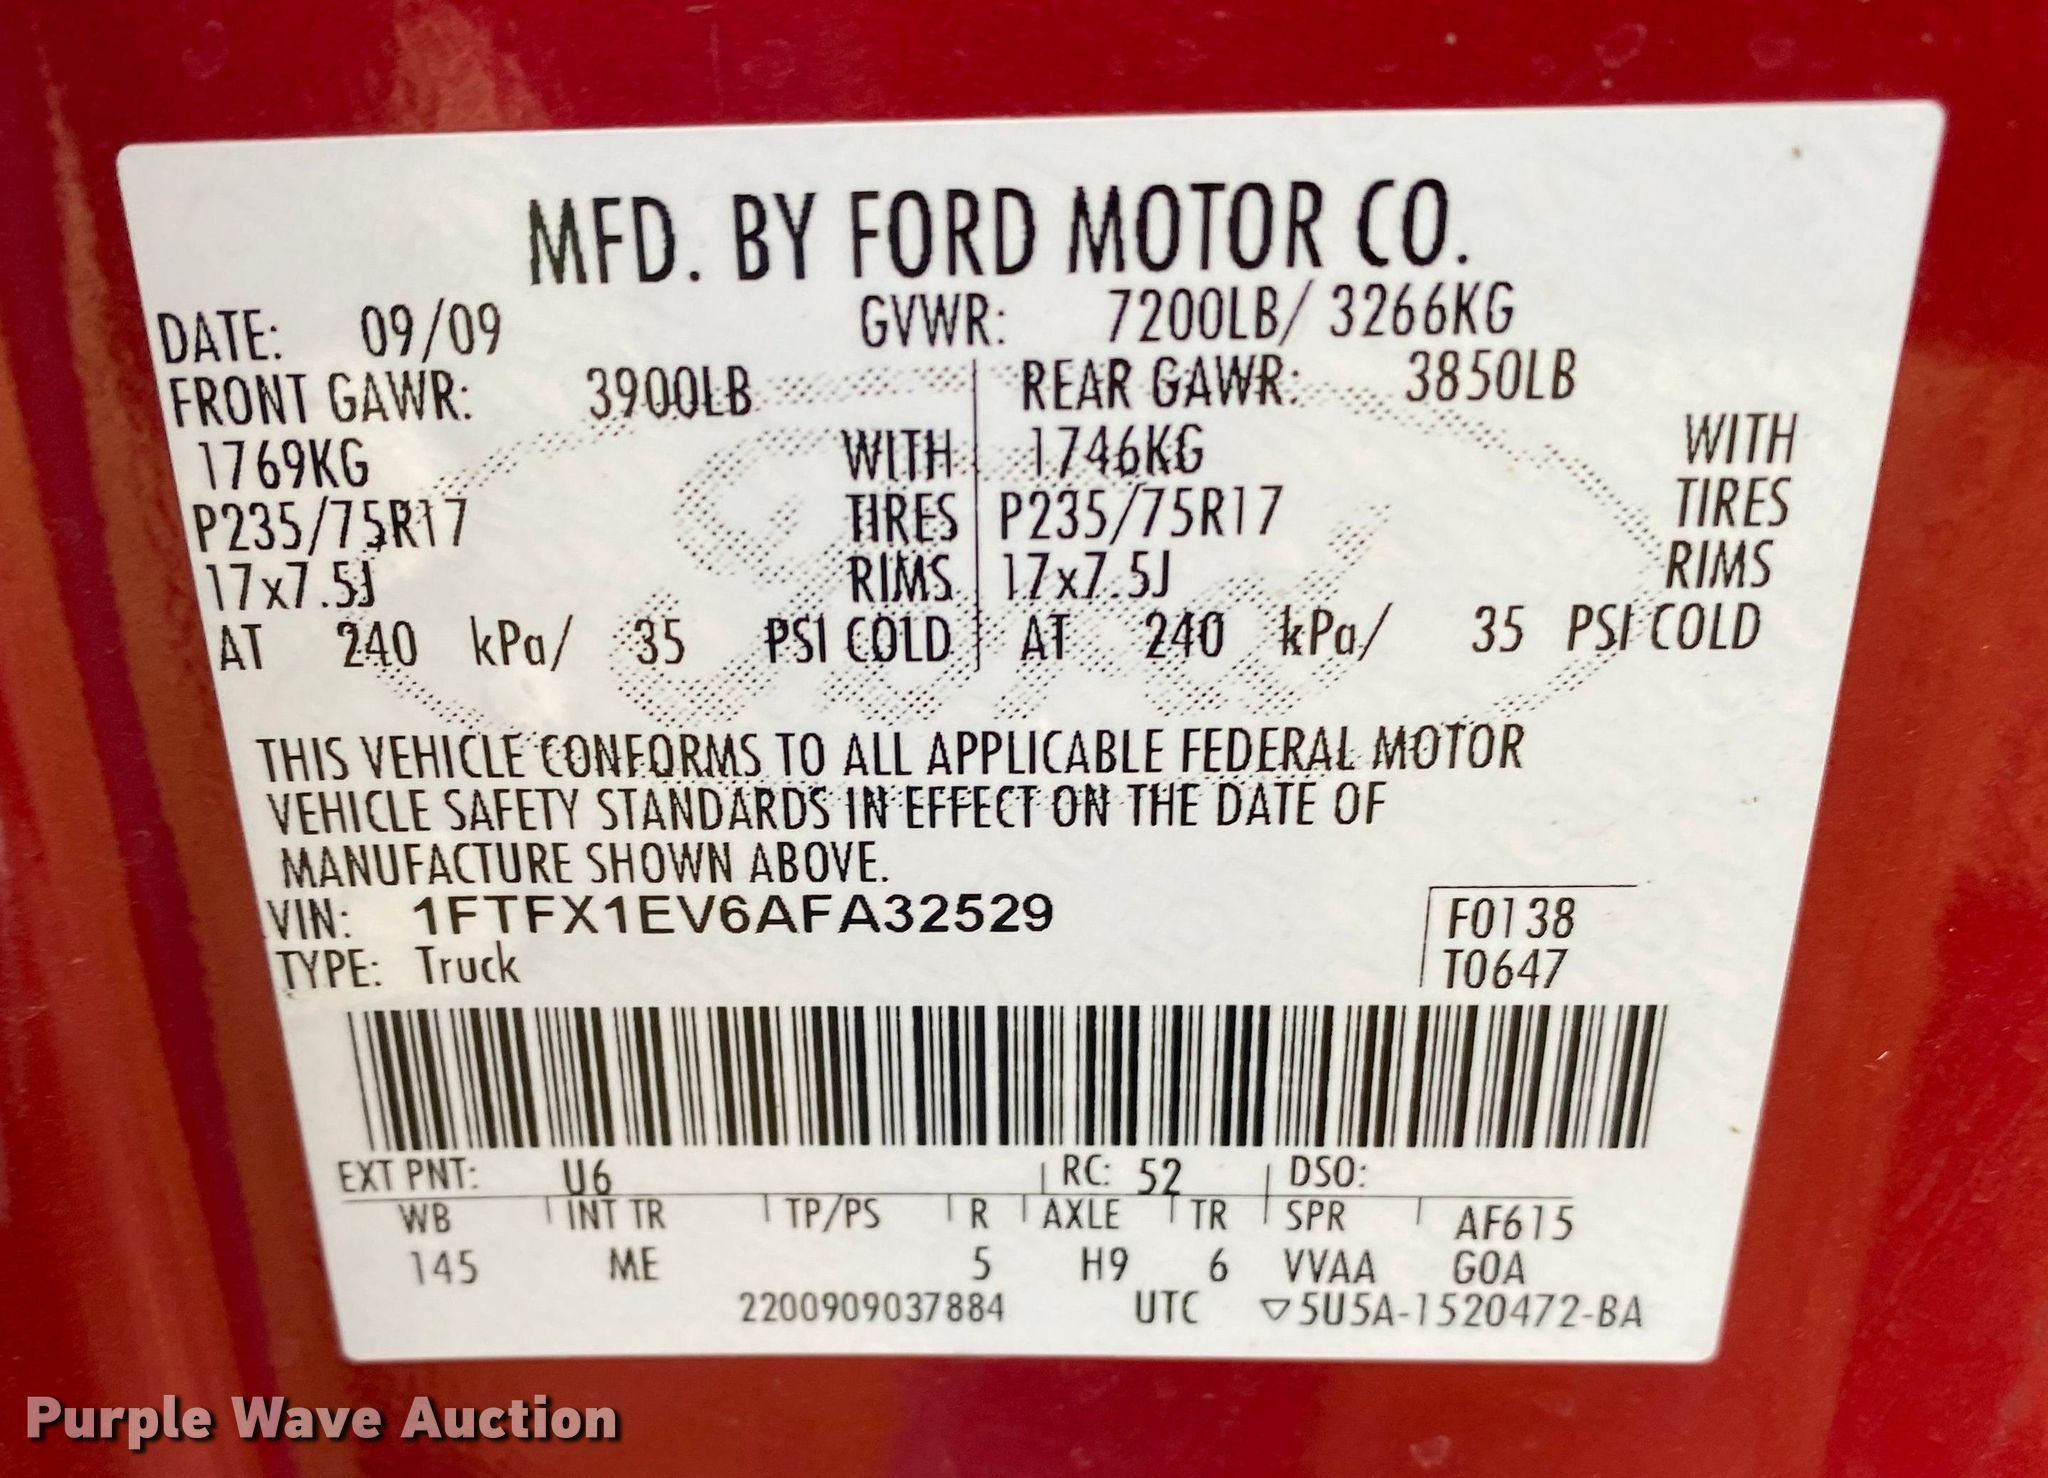 MFD. BY FORD MOTOR CO.
DATE: 09/09 GVWR: 7200LB/ 3266KG
FRONT GAWR: 3900LB REAR GAWR: 3850LB
1769KG WITH 1746KG WITH
P235/75R17 TIRES P235/75R17 TIRES
17x7.5J RIMS 17x7.5J RIMS
AT 240 kPa/ 35 PSI COLD AT 240 kPa/ 35 PSI COLD
THIS VEHICLE CONFORMS TO ALL APPLICABLE FEDERAL MOTOR
VEHICLE SAFETY STANDARDS IN EFFECT ON THE DATE OF
MANUFACTURE SHOWN ABOVE.
VIN: 1FTFX1EV6AFA32529 F0138
TYPE: Truck T0647
EXT PNT: U6 RC: 52 DSO:
WB INT TR TP/PS R AXLE TR SPR AF615
145 ME 5 H9 6 VVAA GOA
2200909037884 UTC ▽5U5A-1520472-BA
Purple Wave Auction